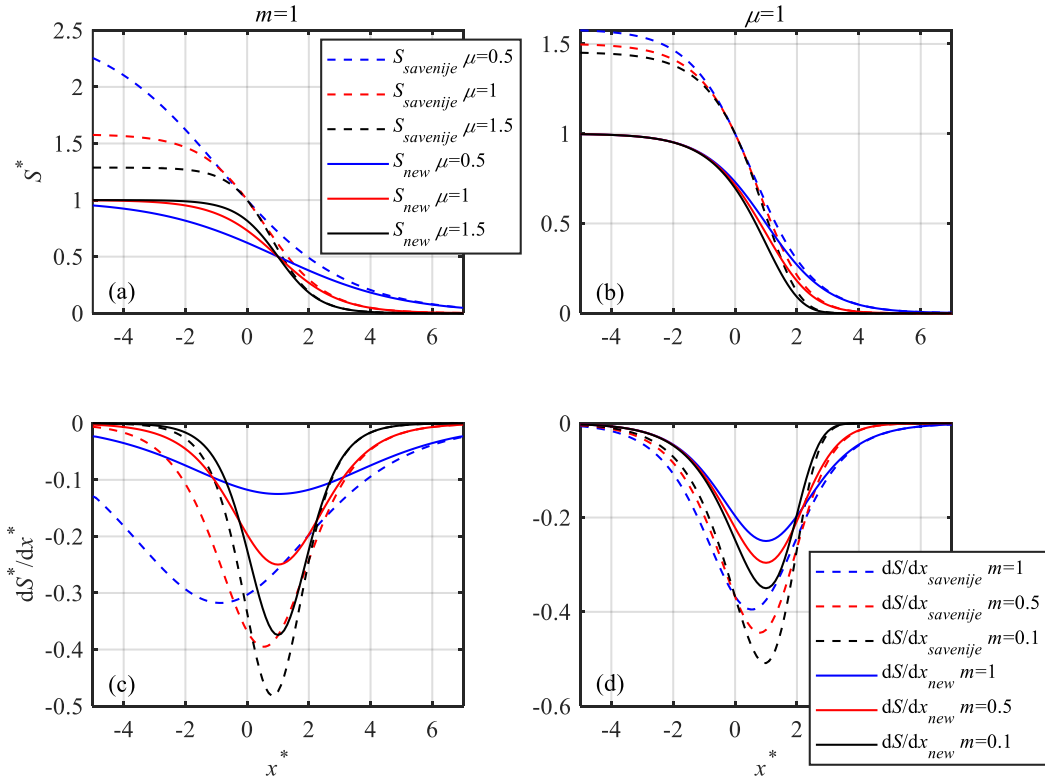 m=1
μ=1
2.5
2
1.5
1
0.5
0
S*
S_savenije μ=0.5
S_savenije μ=1
S_savenije μ=1.5
S_new μ=0.5
S_new μ=1
S_new μ=1.5
(a)
-4 -2 0 2 4 6
1.5
1
0.5
0
(b)
-4 -2 0 2 4 6
0
-0.1
-0.2
-0.3
-0.4
-0.5
dS*/dx*
(c)
-4 -2 0 2 4 6
x*
0
-0.2
-0.4
-0.6
(d)
dS/dx_savenije m=1
dS/dx_savenije m=0.5
dS/dx_savenije m=0.1
dS/dx_new m=1
dS/dx_new m=0.5
dS/dx_new m=0.1
-4 -2 0 2 4 6
x*